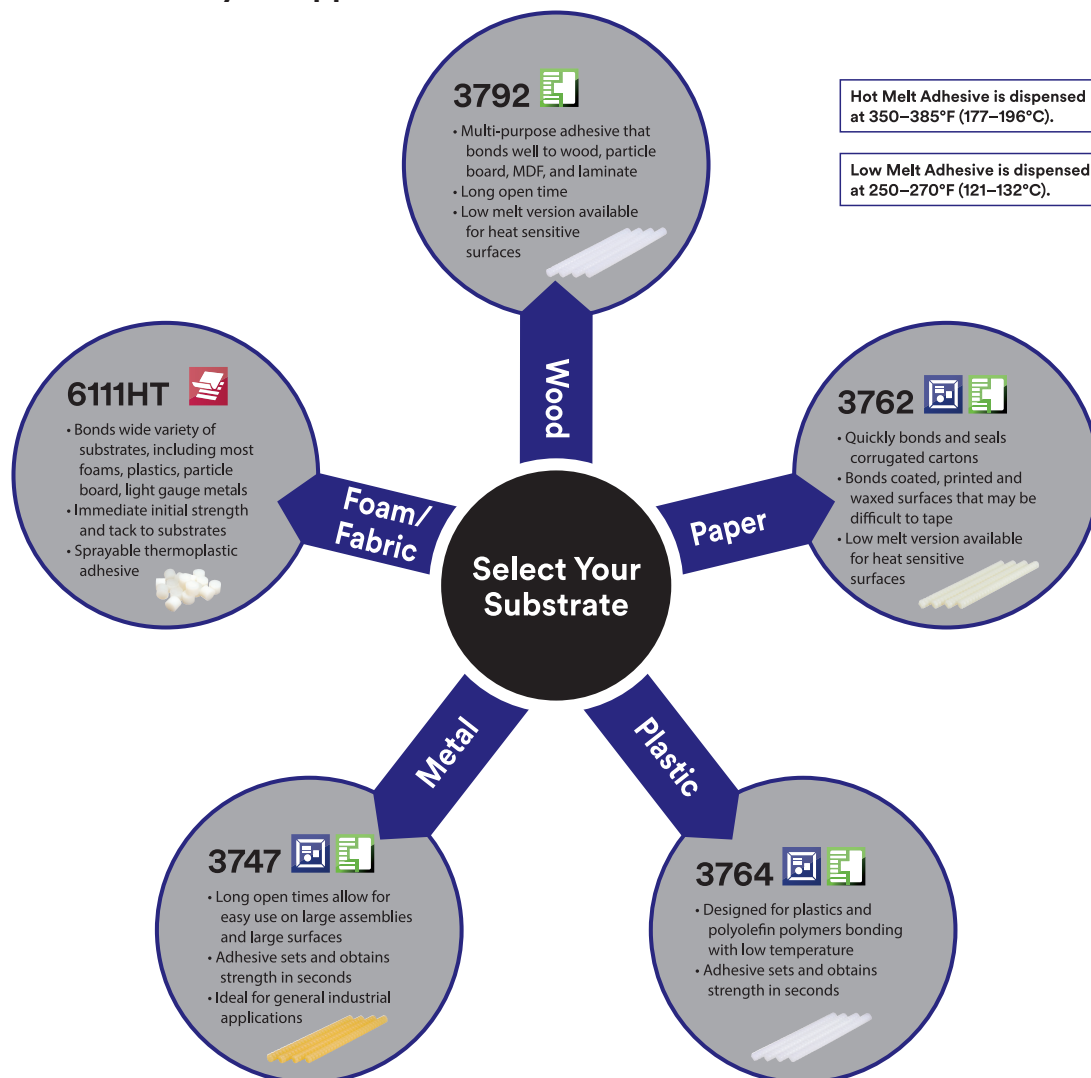 3792
• Multi-purpose adhesive that
bonds well to wood, particle
board, MDF, and laminate
• Long open time
• Low melt version available
for heat sensitive
surfaces
Hot Melt Adhesive is dispensed
at 350–385°F (177–196°C).
Low Melt Adhesive is dispensed
at 250–270°F (121–132°C).
Wood
6111HT
• Bonds wide variety of
substrates, including most
foams, plastics, particle
board, light gauge metals
• Immediate initial strength
and tack to substrates
• Sprayable thermoplastic
adhesive
Foam/
Fabric
3762
• Quickly bonds and seals
corrugated cartons
• Bonds coated, printed and
waxed surfaces that may be
difficult to tape
• Low melt version available
for heat sensitive
surfaces
Paper
Select Your
Substrate
Metal
Plastic
3747
• Long open times allow for
easy use on large assemblies
and large surfaces
• Adhesive sets and obtains
strength in seconds
• Ideal for general industrial
applications
3764
• Designed for plastics and
polyolefin polymers bonding
with low temperature
• Adhesive sets and obtains
strength in seconds